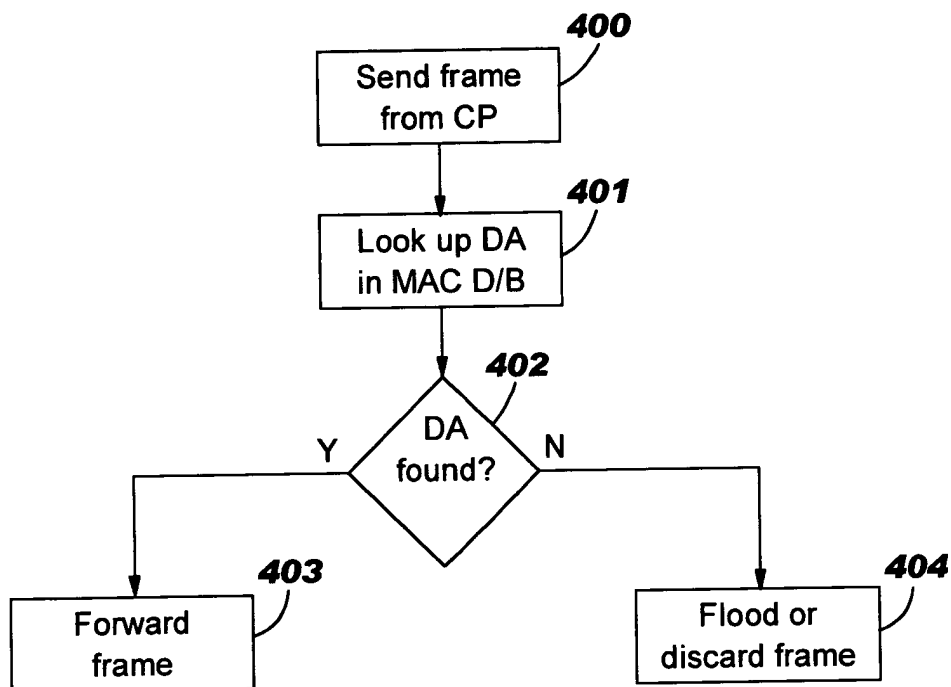 400
Send frame
from CP
401
Look up DA
in MAC D/B
402
DA
found?
Y
N
403
Forward
frame
404
Flood or
discard frame